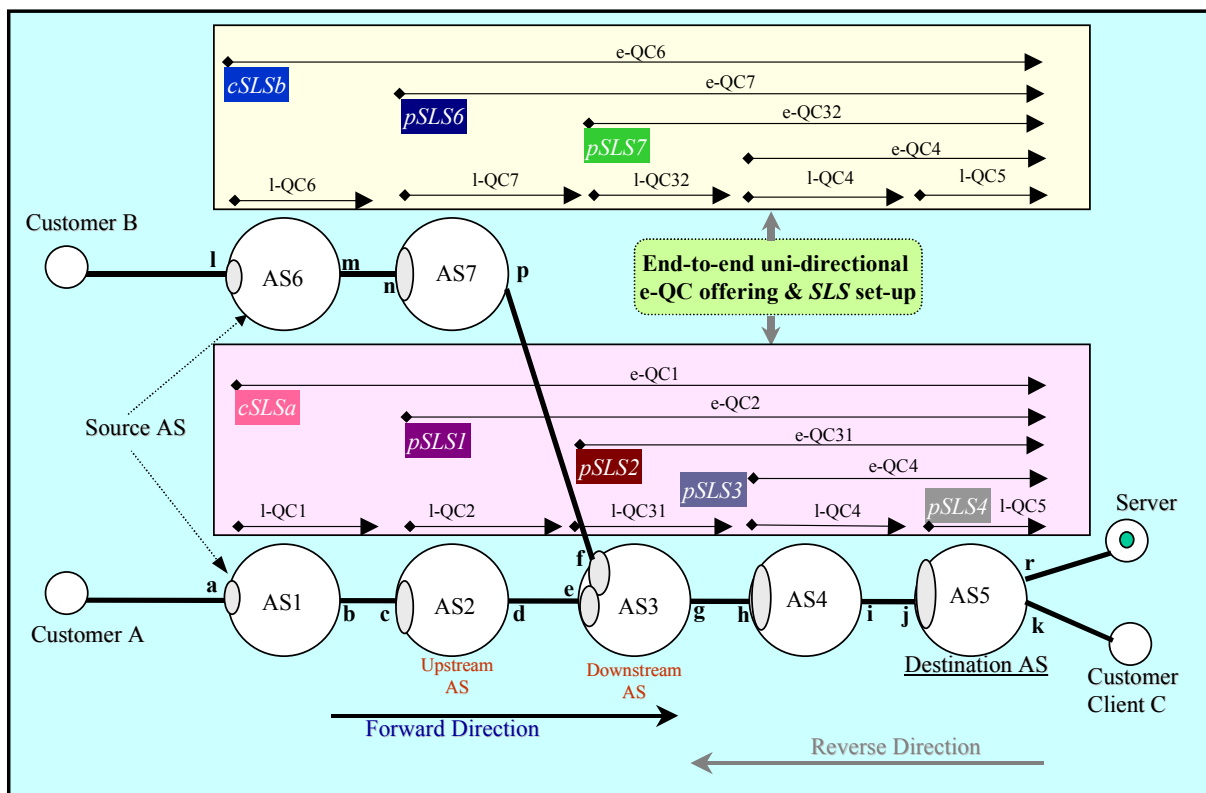 e-QC6
cSLSb
e-QC7
pSLS6
e-QC32
pSLS7
e-QC4
l-QC6
l-QC7
l-QC32
l-QC4
l-QC5
Customer B
l
AS6
m
n
AS7
p
End-to-end uni-directional
e-QC offering & SLS set-up
Source AS
e-QC1
cSLSa
e-QC2
pSLS1
e-QC31
pSLS2
e-QC4
pSLS3
pSLS4
l-QC1
l-QC2
l-QC31
l-QC4
l-QC5
Server
Customer A
a
AS1
b
c
AS2
d
e
f
AS3
g
h
AS4
i
j
AS5
r
k
Upstream
AS
Downstream
AS
Destination AS
Customer
Client C
Forward Direction
Reverse Direction